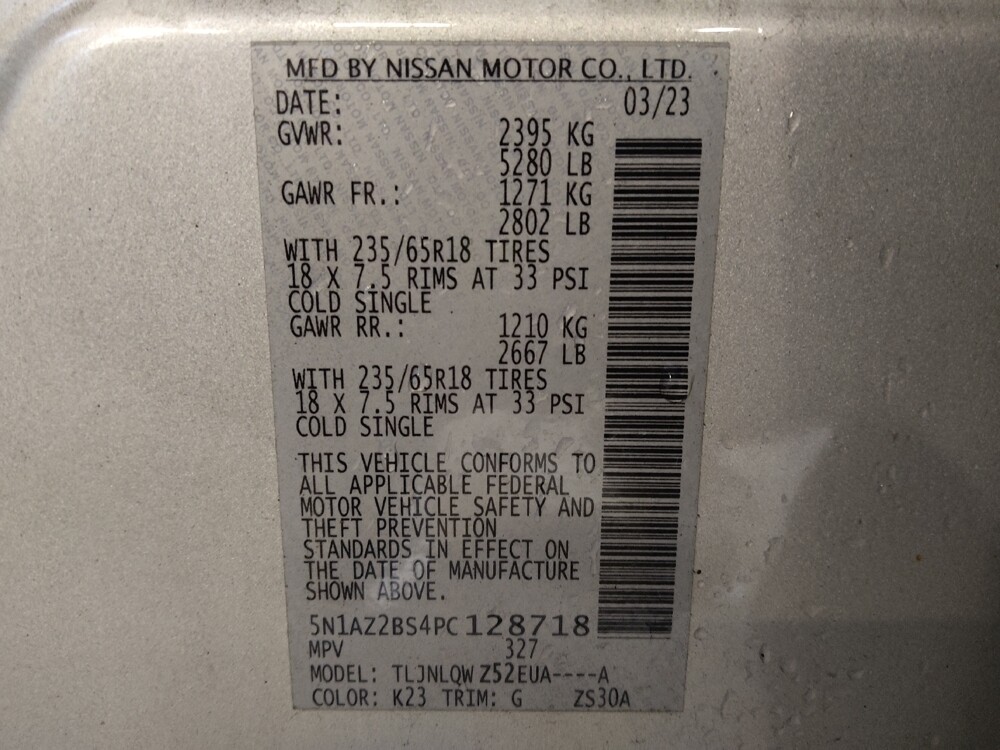 MFD BY NISSAN MOTOR CO., LTD.
DATE: 03/23
GVWR: 2395 KG
5280 LB
GAWR FR.: 1271 KG
2802 LB
WITH 235/65R18 TIRES
18 X 7.5 RIMS AT 33 PSI
COLD SINGLE
GAWR RR.: 1210 KG
2667 LB
WITH 235/65R18 TIRES
18 X 7.5 RIMS AT 33 PSI
COLD SINGLE
THIS VEHICLE CONFORMS TO
ALL APPLICABLE FEDERAL
MOTOR VEHICLE SAFETY AND
THEFT PREVENTION
STANDARDS IN EFFECT ON
THE DATE OF MANUFACTURE
SHOWN ABOVE.
5N1AZ2BS4PC128718
MPV 327
MODEL: TLJNLQW Z52EUA----A
COLOR: K23 TRIM: G ZS30A